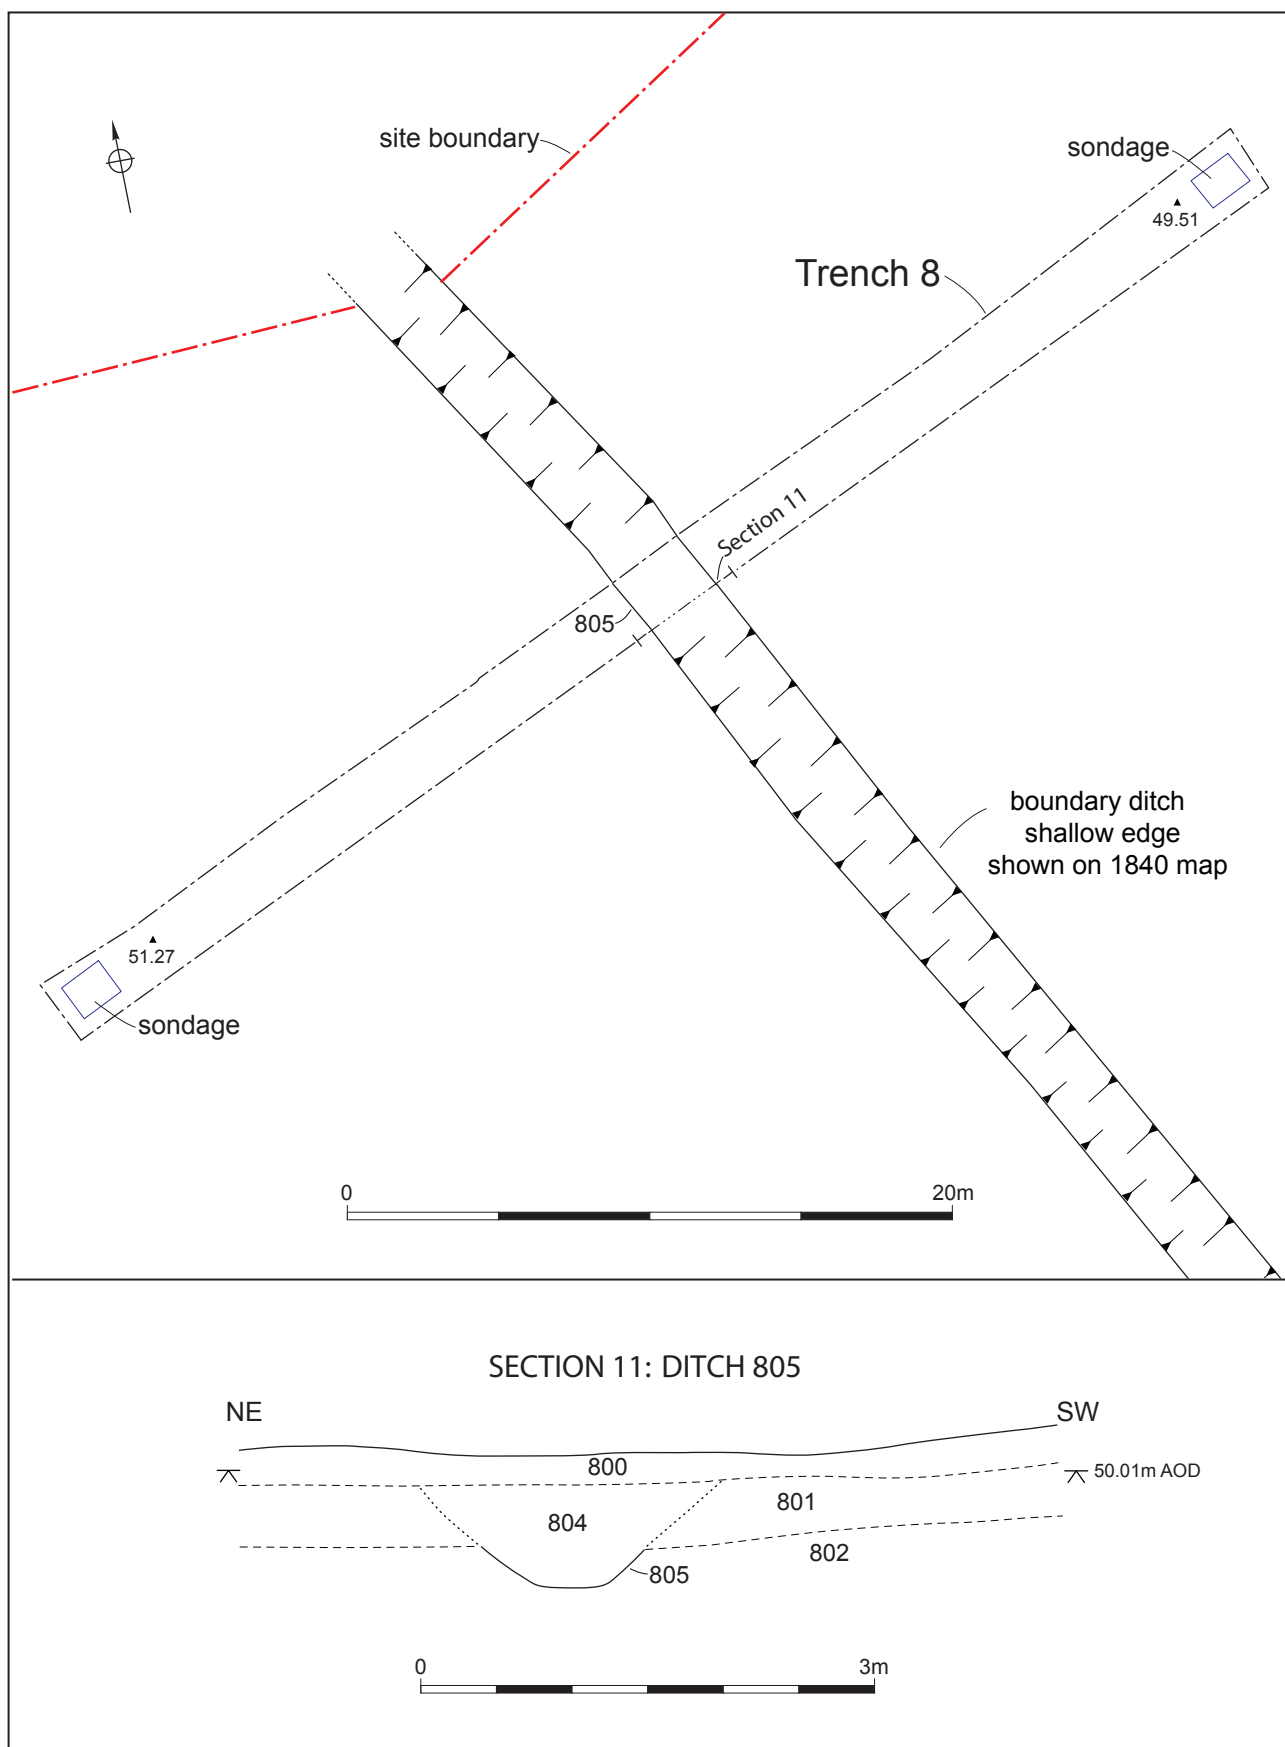 site boundary
sondage
49.51
Trench 8
Section 11
805
boundary ditch
shallow edge
shown on 1840 map
51.27
sondage
0 20m
SECTION 11: DITCH 805
NE SW
800
50.01m AOD
801
804
802
805
0 3m